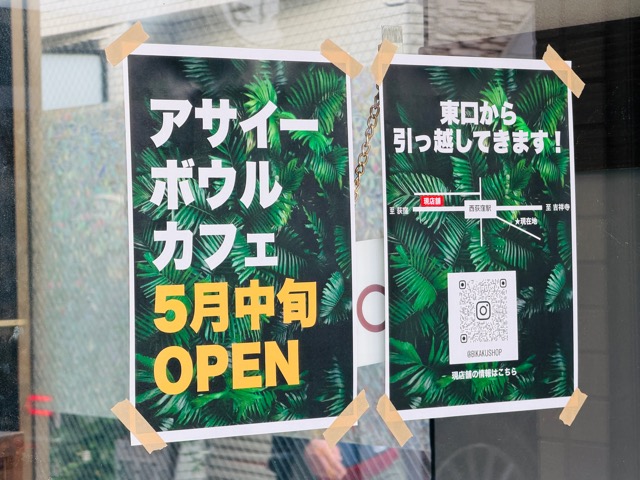 アサイー
ボウル
カフェ
5月中旬
OPEN
東口から
引っ越してきます！
現店舗
至 荻窪
西荻窪駅
至 吉祥寺
★現在地
@BIKAKUSHOP
現店舗の情報はこちら